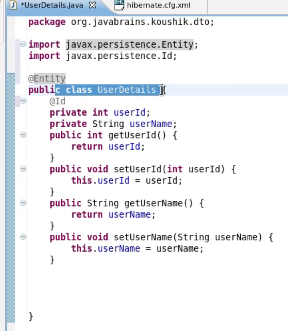 *UserDetails.java
hibernate.cfg.xml
package org.javabrains.koushik.dto;
import javax.persistence.Entity;
import javax.persistence.Id;
@Entity
public class UserDetails {
@Id
private int userId;
private String userName;
public int getUserId() {
return userId;
}
public void setUserId(int userId) {
this.userId = userId;
}
public String getUserName() {
return userName;
}
public void setUserName(String userName) {
this.userName = userName;
}
}